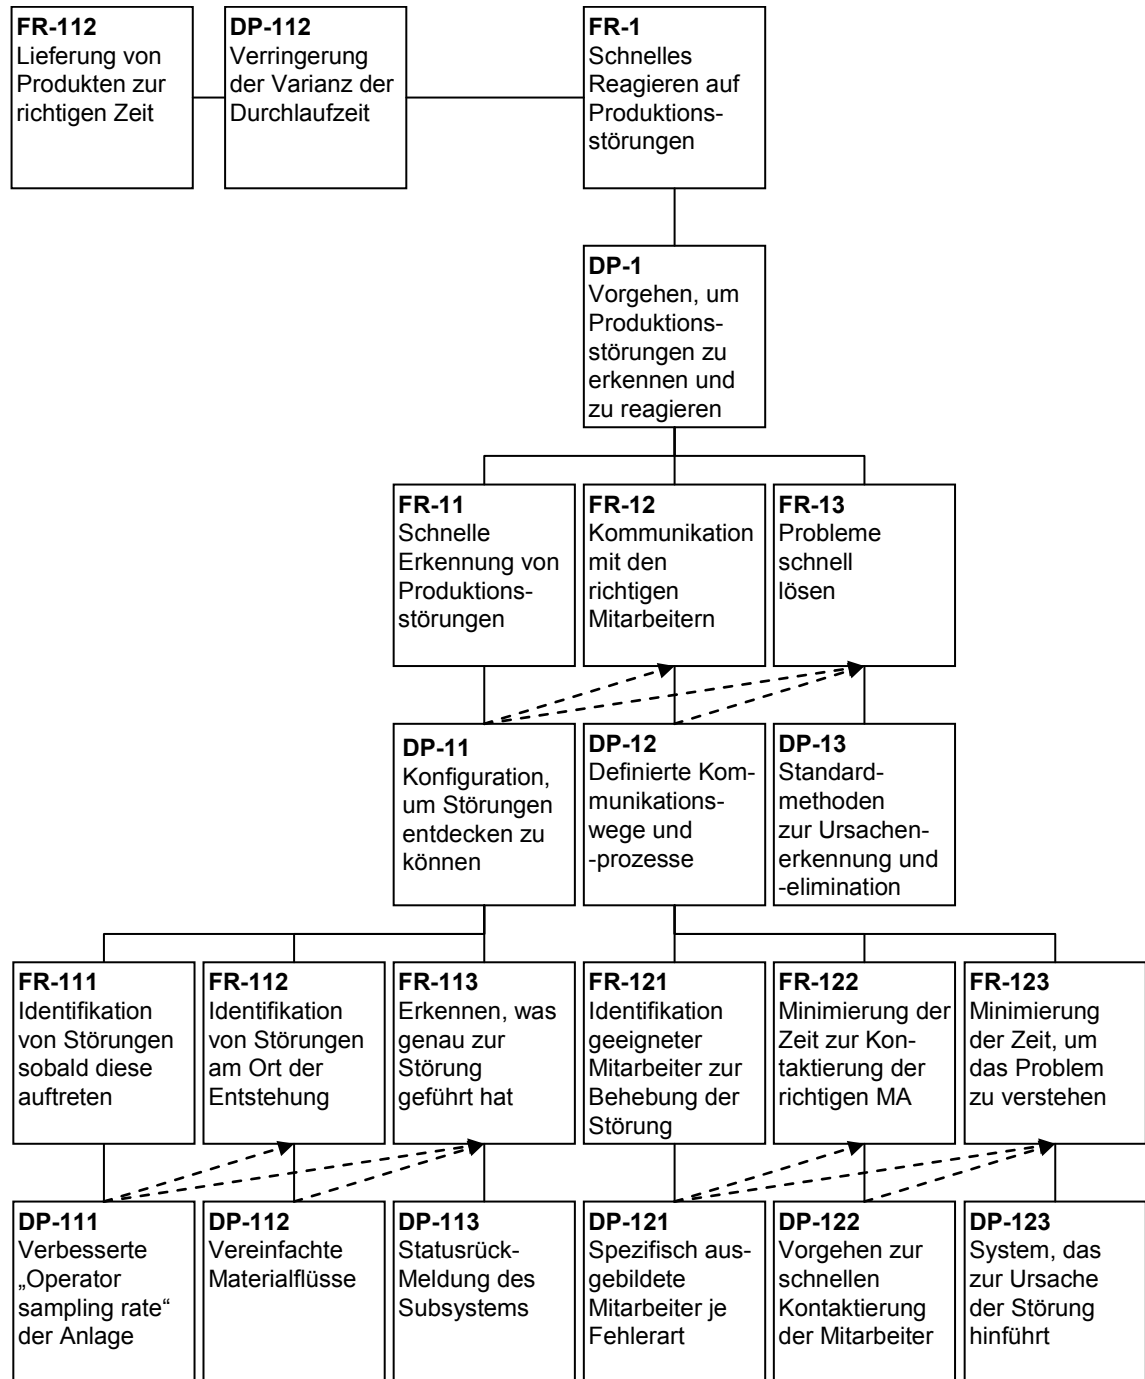 FR-112
Lieferung von
Produkten zur
richtigen Zeit
DP-112
Verringerung
der Varianz der
Durchlaufzeit
FR-1
Schnelles
Reagieren auf
Produktions-
störungen
DP-1
Vorgehen, um
Produktions-
störungen zu
erkennen und
zu reagieren
FR-11
Schnelle
Erkennung von
Produktions-
störungen
FR-12
Kommunikation
mit den
richtigen
Mitarbeitern
FR-13
Probleme
schnell
lösen
DP-11
Konfiguration,
um Störungen
entdecken zu
können
DP-12
Definierte Kom-
munikations-
wege und
-prozesse
DP-13
Standard-
methoden
zur Ursachen-
erkennung und
-elimination
FR-111
Identifikation
von Störungen
sobald diese
auftreten
FR-112
Identifikation
von Störungen
am Ort der
Entstehung
FR-113
Erkennen, was
genau zur
Störung
geführt hat
FR-121
Identifikation
geeigneter
Mitarbeiter zur
Behebung der
Störung
FR-122
Minimierung der
Zeit zur Kon-
taktierung der
richtigen MA
FR-123
Minimierung
der Zeit, um
das Problem
zu verstehen
DP-111
Verbesserte
„Operator
sampling rate“
der Anlage
DP-112
Vereinfachte
Materialflüsse
DP-113
Statusrück-
Meldung des
Subsystems
DP-121
Spezifisch aus-
gebildete
Mitarbeiter je
Fehlerart
DP-122
Vorgehen zur
schnellen
Kontaktierung
der Mitarbeiter
DP-123
System, das
zur Ursache
der Störung
hinführt